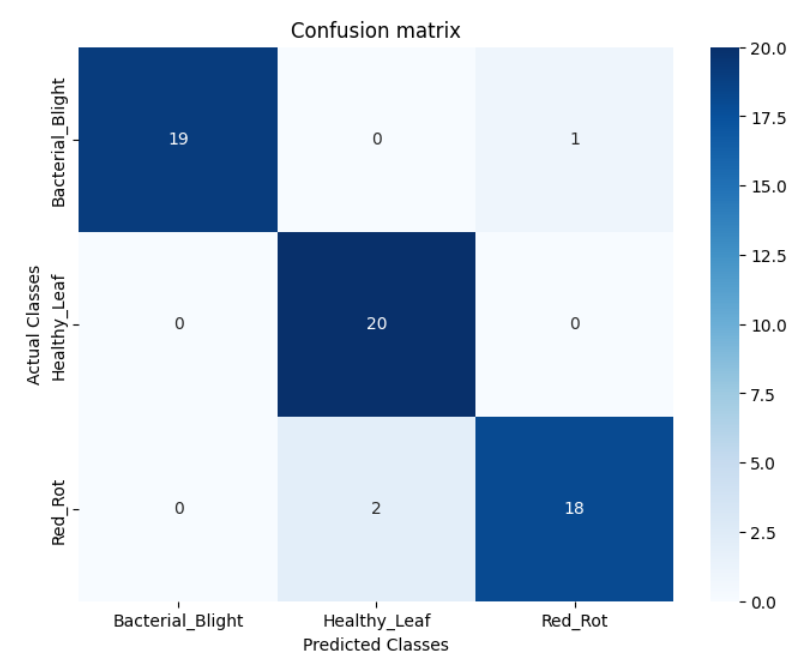 Confusion matrix
Actual Classes
Bacterial_Blight
Healthy_Leaf
Red_Rot
19 0 1
0 20 0
0 2 18
Bacterial_Blight Healthy_Leaf Red_Rot
Predicted Classes
20.0
17.5
15.0
12.5
10.0
7.5
5.0
2.5
0.0